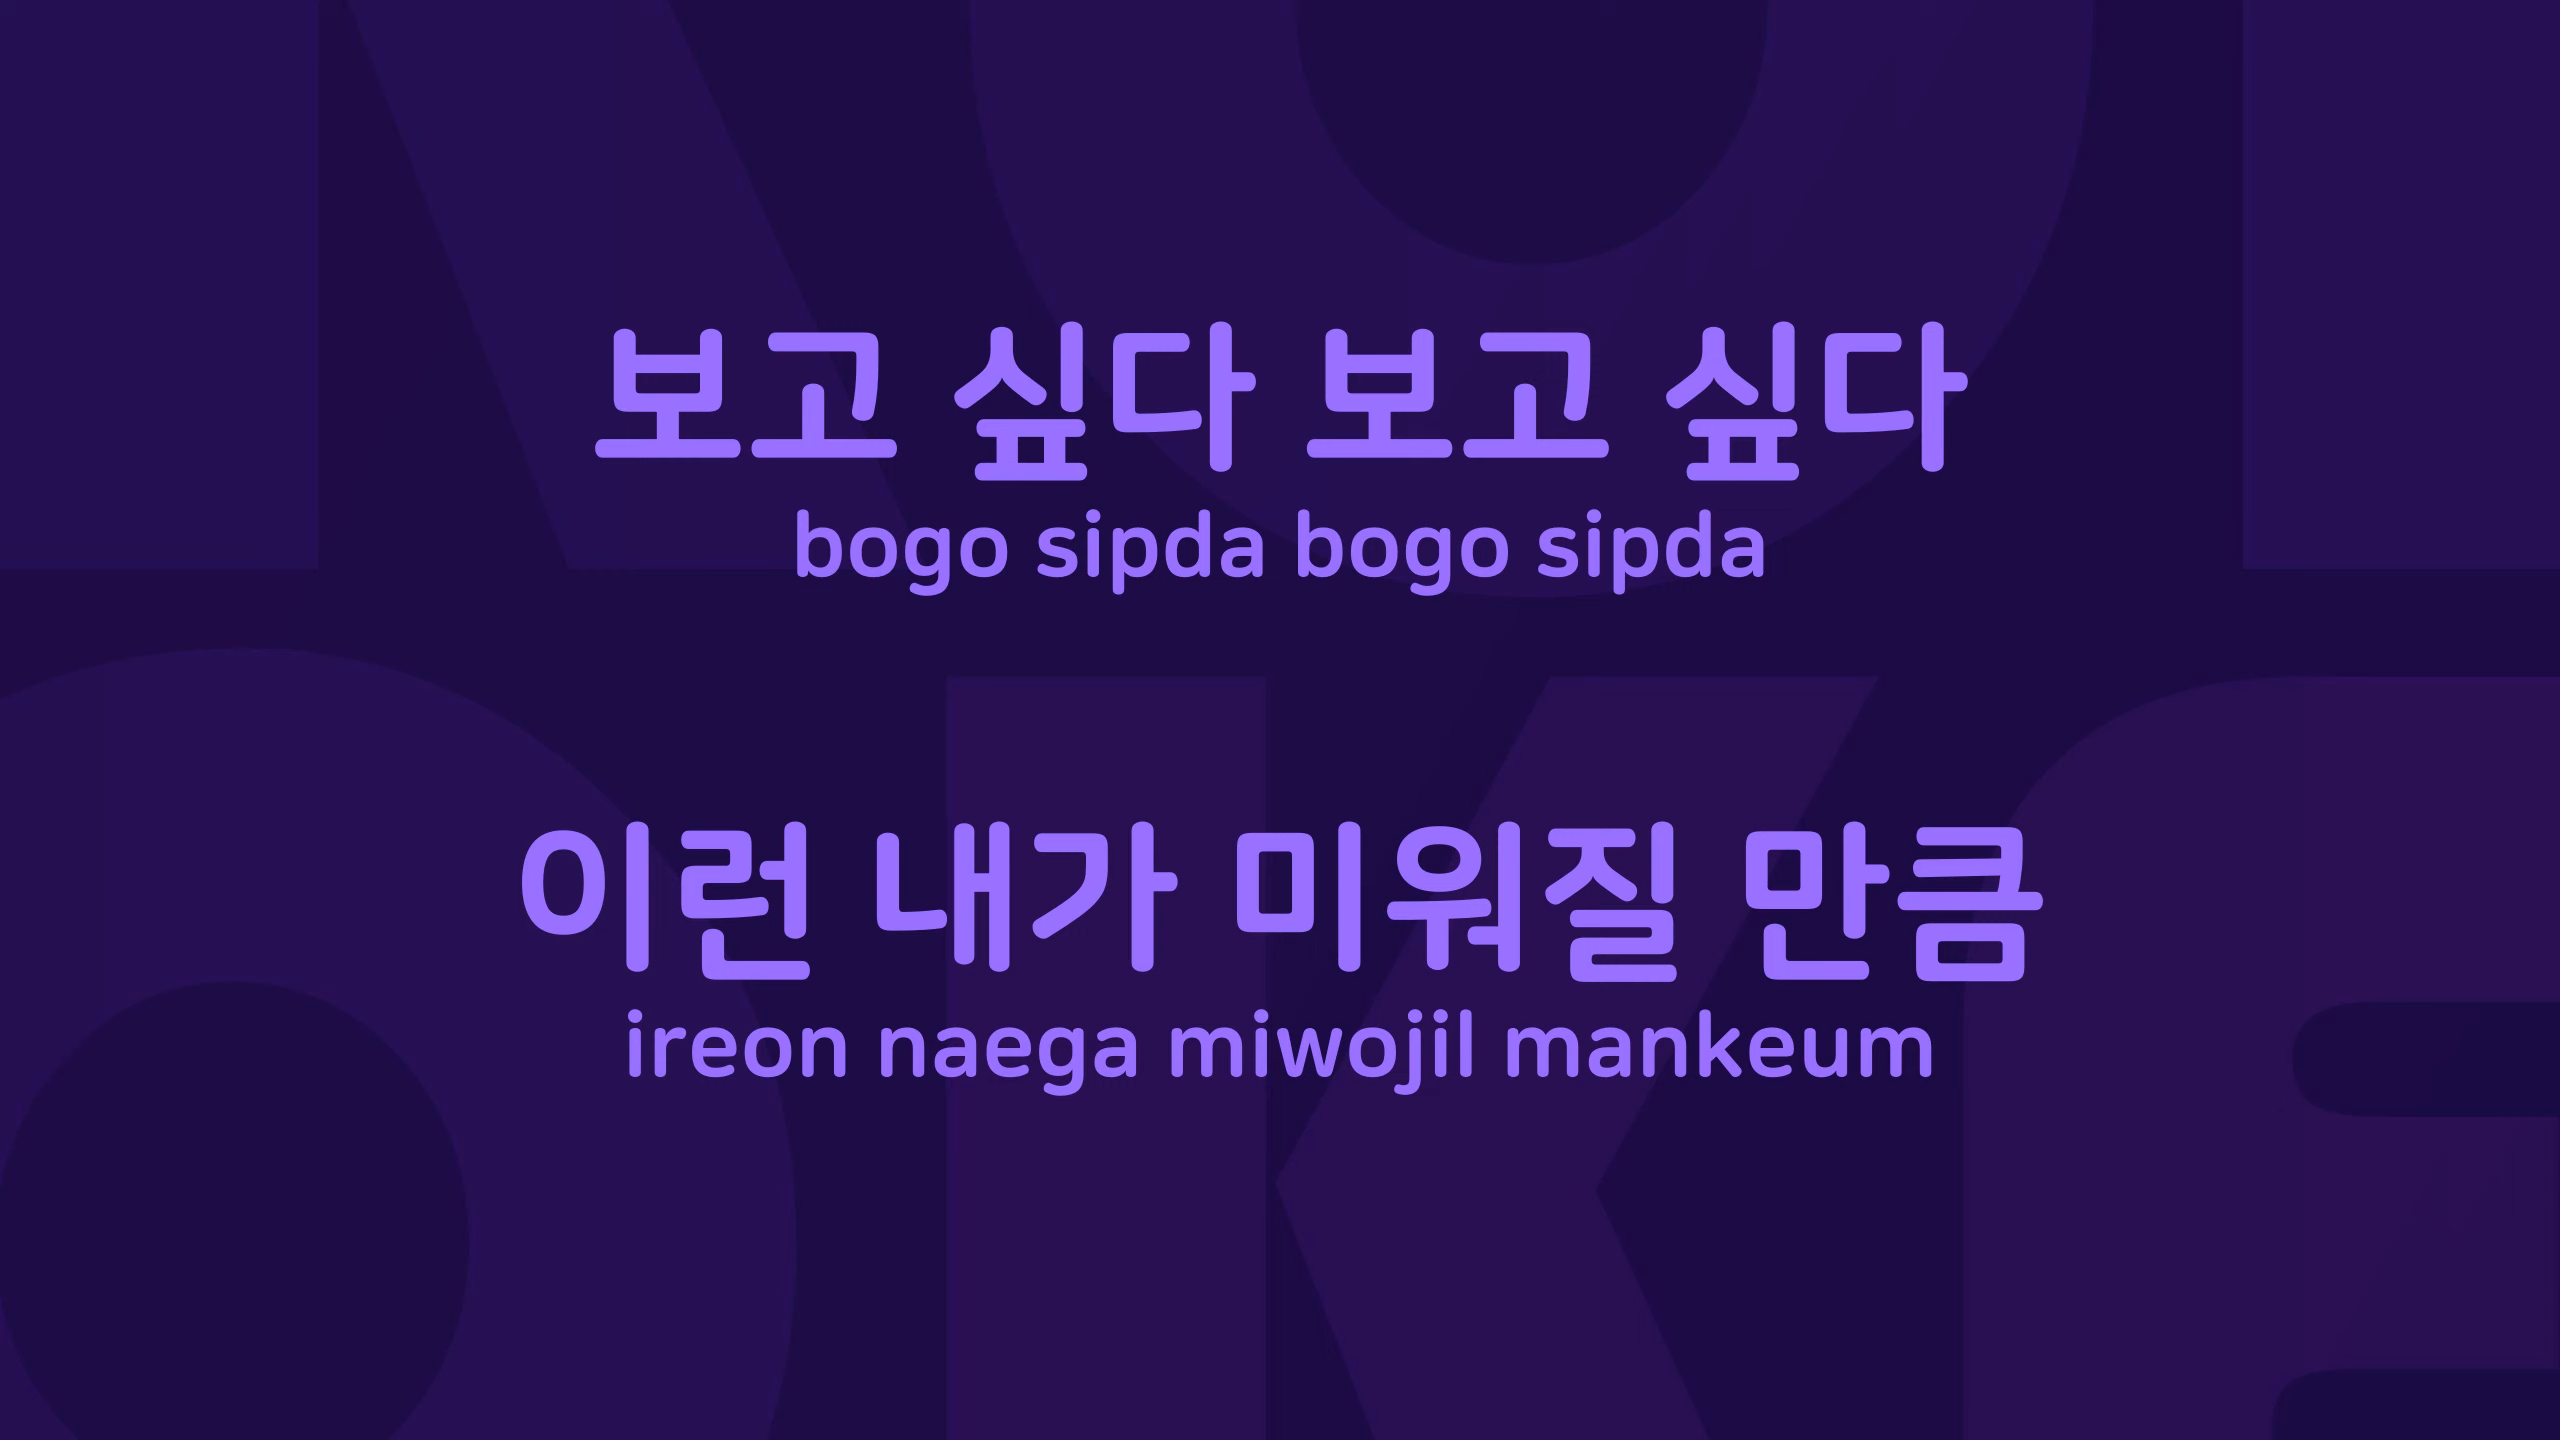 보고 싶다 보고 싶다
bogo sipda bogo sipda
이런 내가 미워질 만큼
ireon naega miwojil mankeum